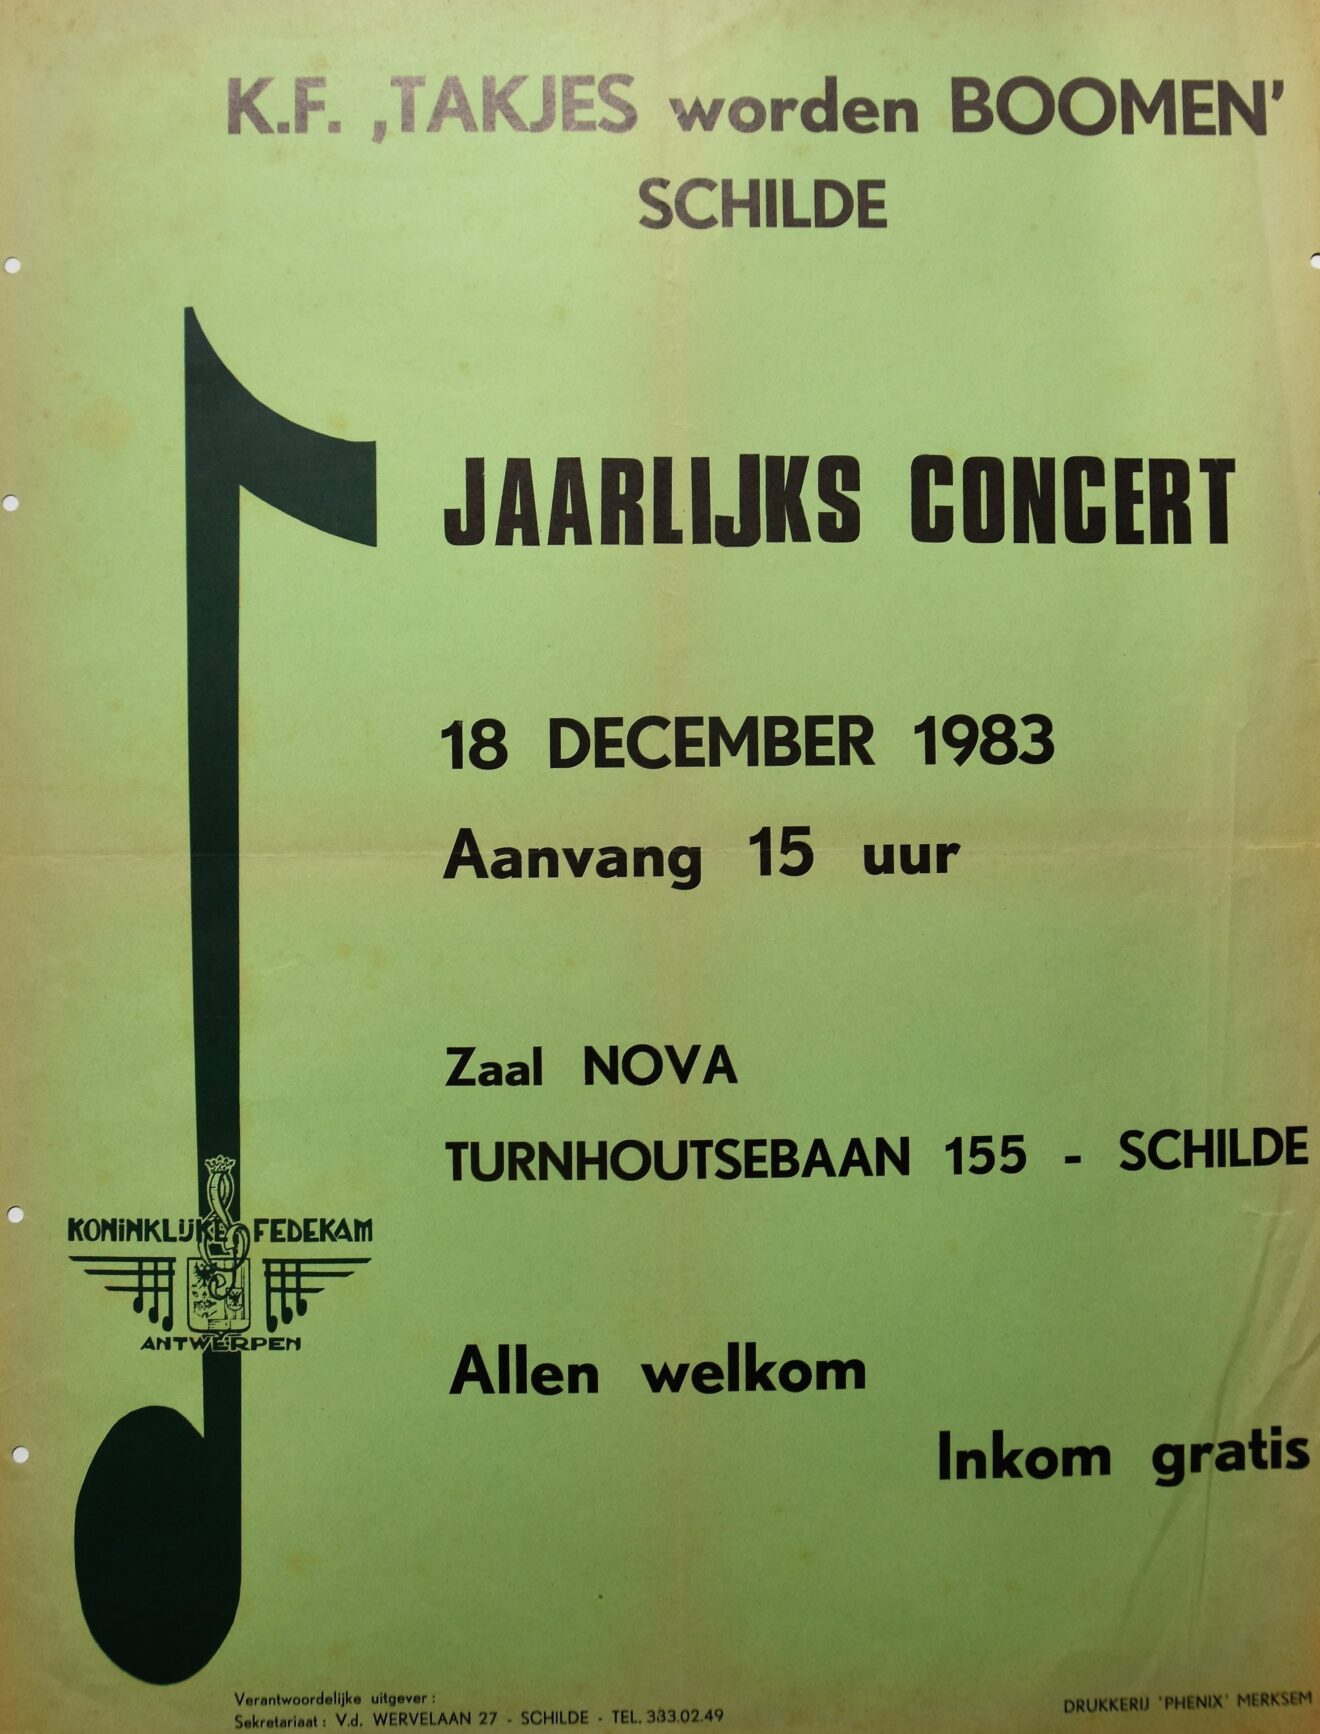 K.F. ,TAKJES worden BOOMEN'
SCHILDE
JAARLIJKS CONCERT
18 DECEMBER 1983
Aanvang 15 uur
Zaal NOVA
TURNHOUTSEBAAN 155 - SCHILDE
KONINKLIJKE FEDEKAM
ANTWERPEN
Allen welkom
Inkom gratis
Verantwoordelijke uitgever :
Sekretariaat : V.d. WERVELAAN 27 - SCHILDE - TEL. 383.02.49
DRUKKERIJ 'PHENIX' MERKSEM